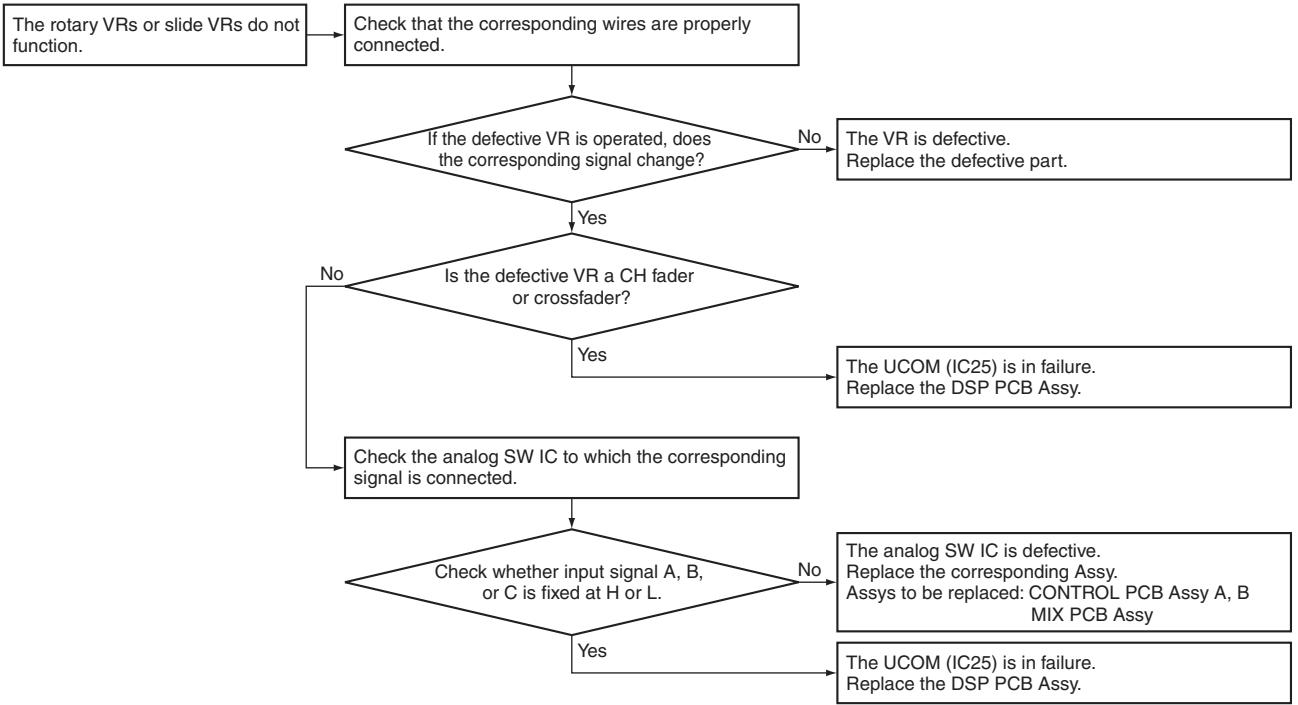 The rotary VRs or slide VRs do not
function.
Check that the corresponding wires are properly
connected.
If the defective VR is operated, does
the corresponding signal change?
No
The VR is defective.
Replace the defective part.
Yes
Is the defective VR a CH fader
or crossfader?
No
Yes
The UCOM (IC25) is in failure.
Replace the DSP PCB Assy.
Check the analog SW IC to which the corresponding
signal is connected.
Check whether input signal A, B,
or C is fixed at H or L.
No
The analog SW IC is defective.
Replace the corresponding Assy.
Assys to be replaced: CONTROL PCB Assy A, B
MIX PCB Assy
Yes
The UCOM (IC25) is in failure.
Replace the DSP PCB Assy.